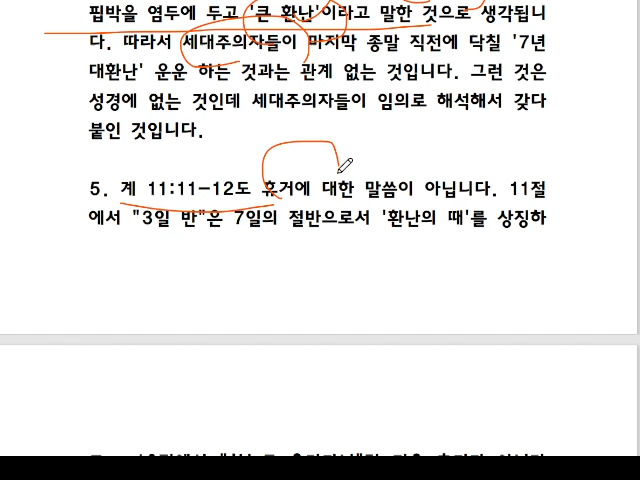 핍박을 염두에 두고 '큰 환난'이라고 말한 것으로 생각됩니
다. 따라서 세대주의자들이 마지막 종말 직전에 닥칠 '7년
대환난' 운운 하는 것과는 관계 없는 것입니다. 그런 것은
성경에 없는 것인데 세대주의자들이 임의로 해석해서 갖다
붙인 것입니다.
5. 계 11:11-12도 휴거에 대한 말씀이 아닙니다. 11절
에서 "3일 반"은 7일의 절반으로서 '환난의 때'를 상징하